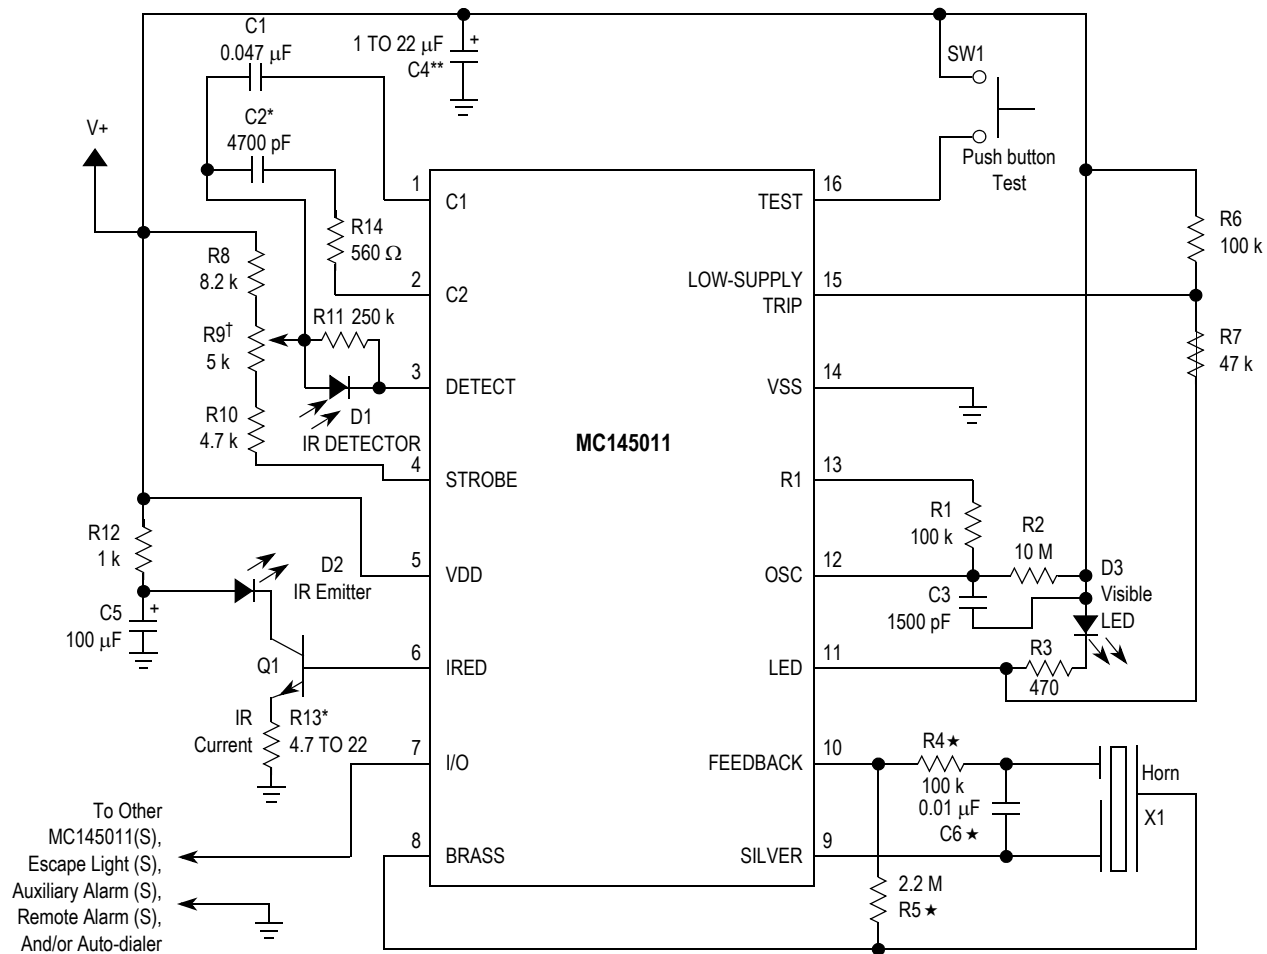 C1
0.047 μF
1 TO 22 μF
+
C4**
SW1
C2*
4700 pF
V+
Push button
Test
1
C1
TEST
16
R14
560 Ω
R6
100 k
R8
8.2 k
2
C2
LOW-SUPPLY
TRIP
15
R11 250 k
R9†
5 k
R7
47 k
3
DETECT
VSS
14
D1
IR DETECTOR
R10
4.7 k
MC145011
4
STROBE
R1
13
R1
100 k
R2
10 M
R12
1 k
D2
IR Emitter
5
VDD
OSC
12
D3
Visible
LED
C3
1500 pF
C5
100 μF
+
Q1
6
IRED
LED
11
R3
470
IR
Current
R13*
4.7 TO 22
7
I/O
FEEDBACK
10
R4★
100 k
0.01 μF
C6★
Horn
X1
To Other
MC145011(S),
Escape Light (S),
Auxiliary Alarm (S),
Remote Alarm (S),
And/or Auto-dialer
8
BRASS
SILVER
9
2.2 M
R5★